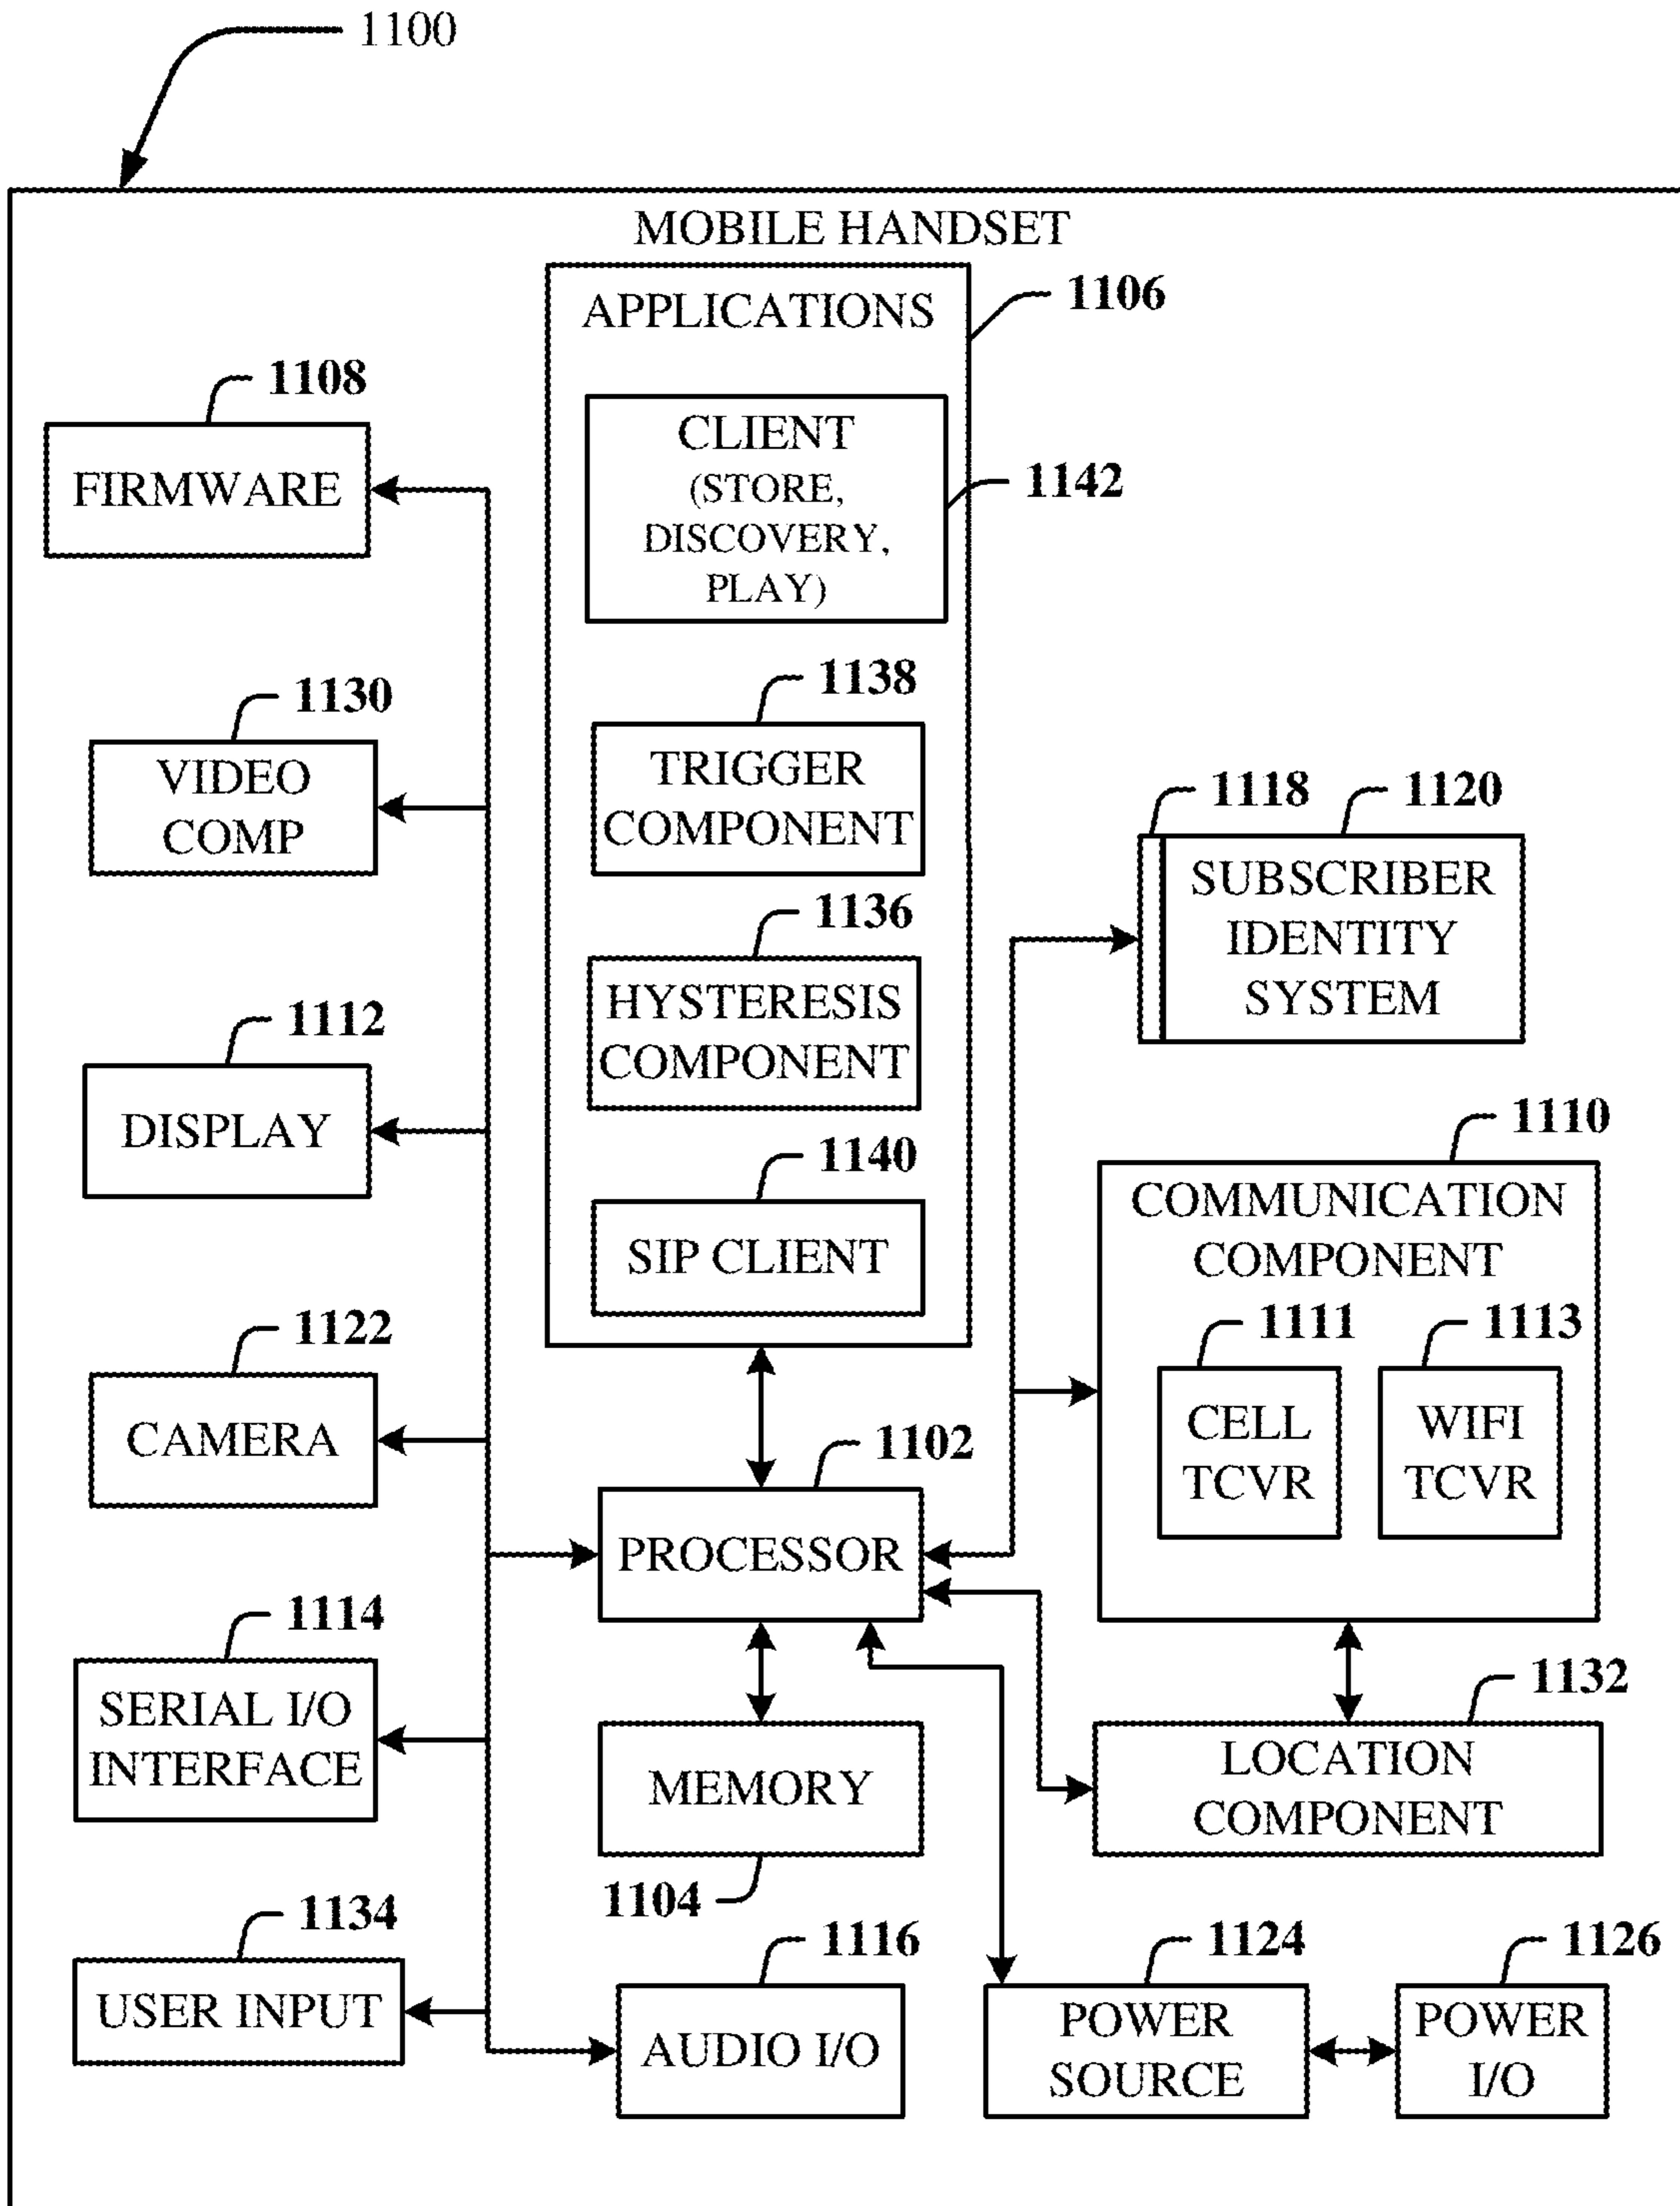 1100
MOBILE HANDSET
APPLICATIONS
1106
1108
FIRMWARE
CLIENT
(STORE,
DISCOVERY,
PLAY)
1142
1130
VIDEO
COMP
1138
TRIGGER
COMPONENT
1118
1120
SUBSCRIBER
IDENTITY
SYSTEM
1136
HYSTERESIS
COMPONENT
1112
DISPLAY
1110
COMMUNICATION
COMPONENT
1140
SIP CLIENT
1111
CELL
TCVR
1113
WIFI
TCVR
1122
CAMERA
1102
PROCESSOR
1114
SERIAL I/O
INTERFACE
MEMORY
1104
1132
LOCATION
COMPONENT
1134
USER INPUT
1116
AUDIO I/O
1124
POWER
SOURCE
1126
POWER
I/O